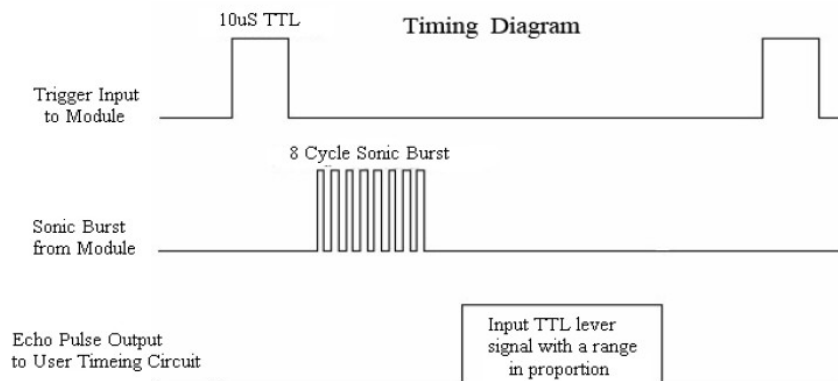 10uS TTL
Timing Diagram
Trigger Input
to Module
8 Cycle Sonic Burst
Sonic Burst
from Module
Echo Pulse Output
to User Timeing Circuit
Input TTL lever
signal with a range
in proportion